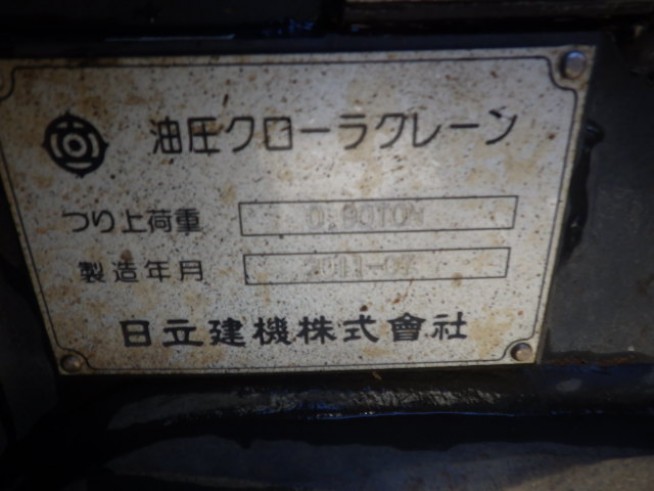 油圧クローラクレーン
つり上荷重 0.90TON
製造年月
日立建機株式會社